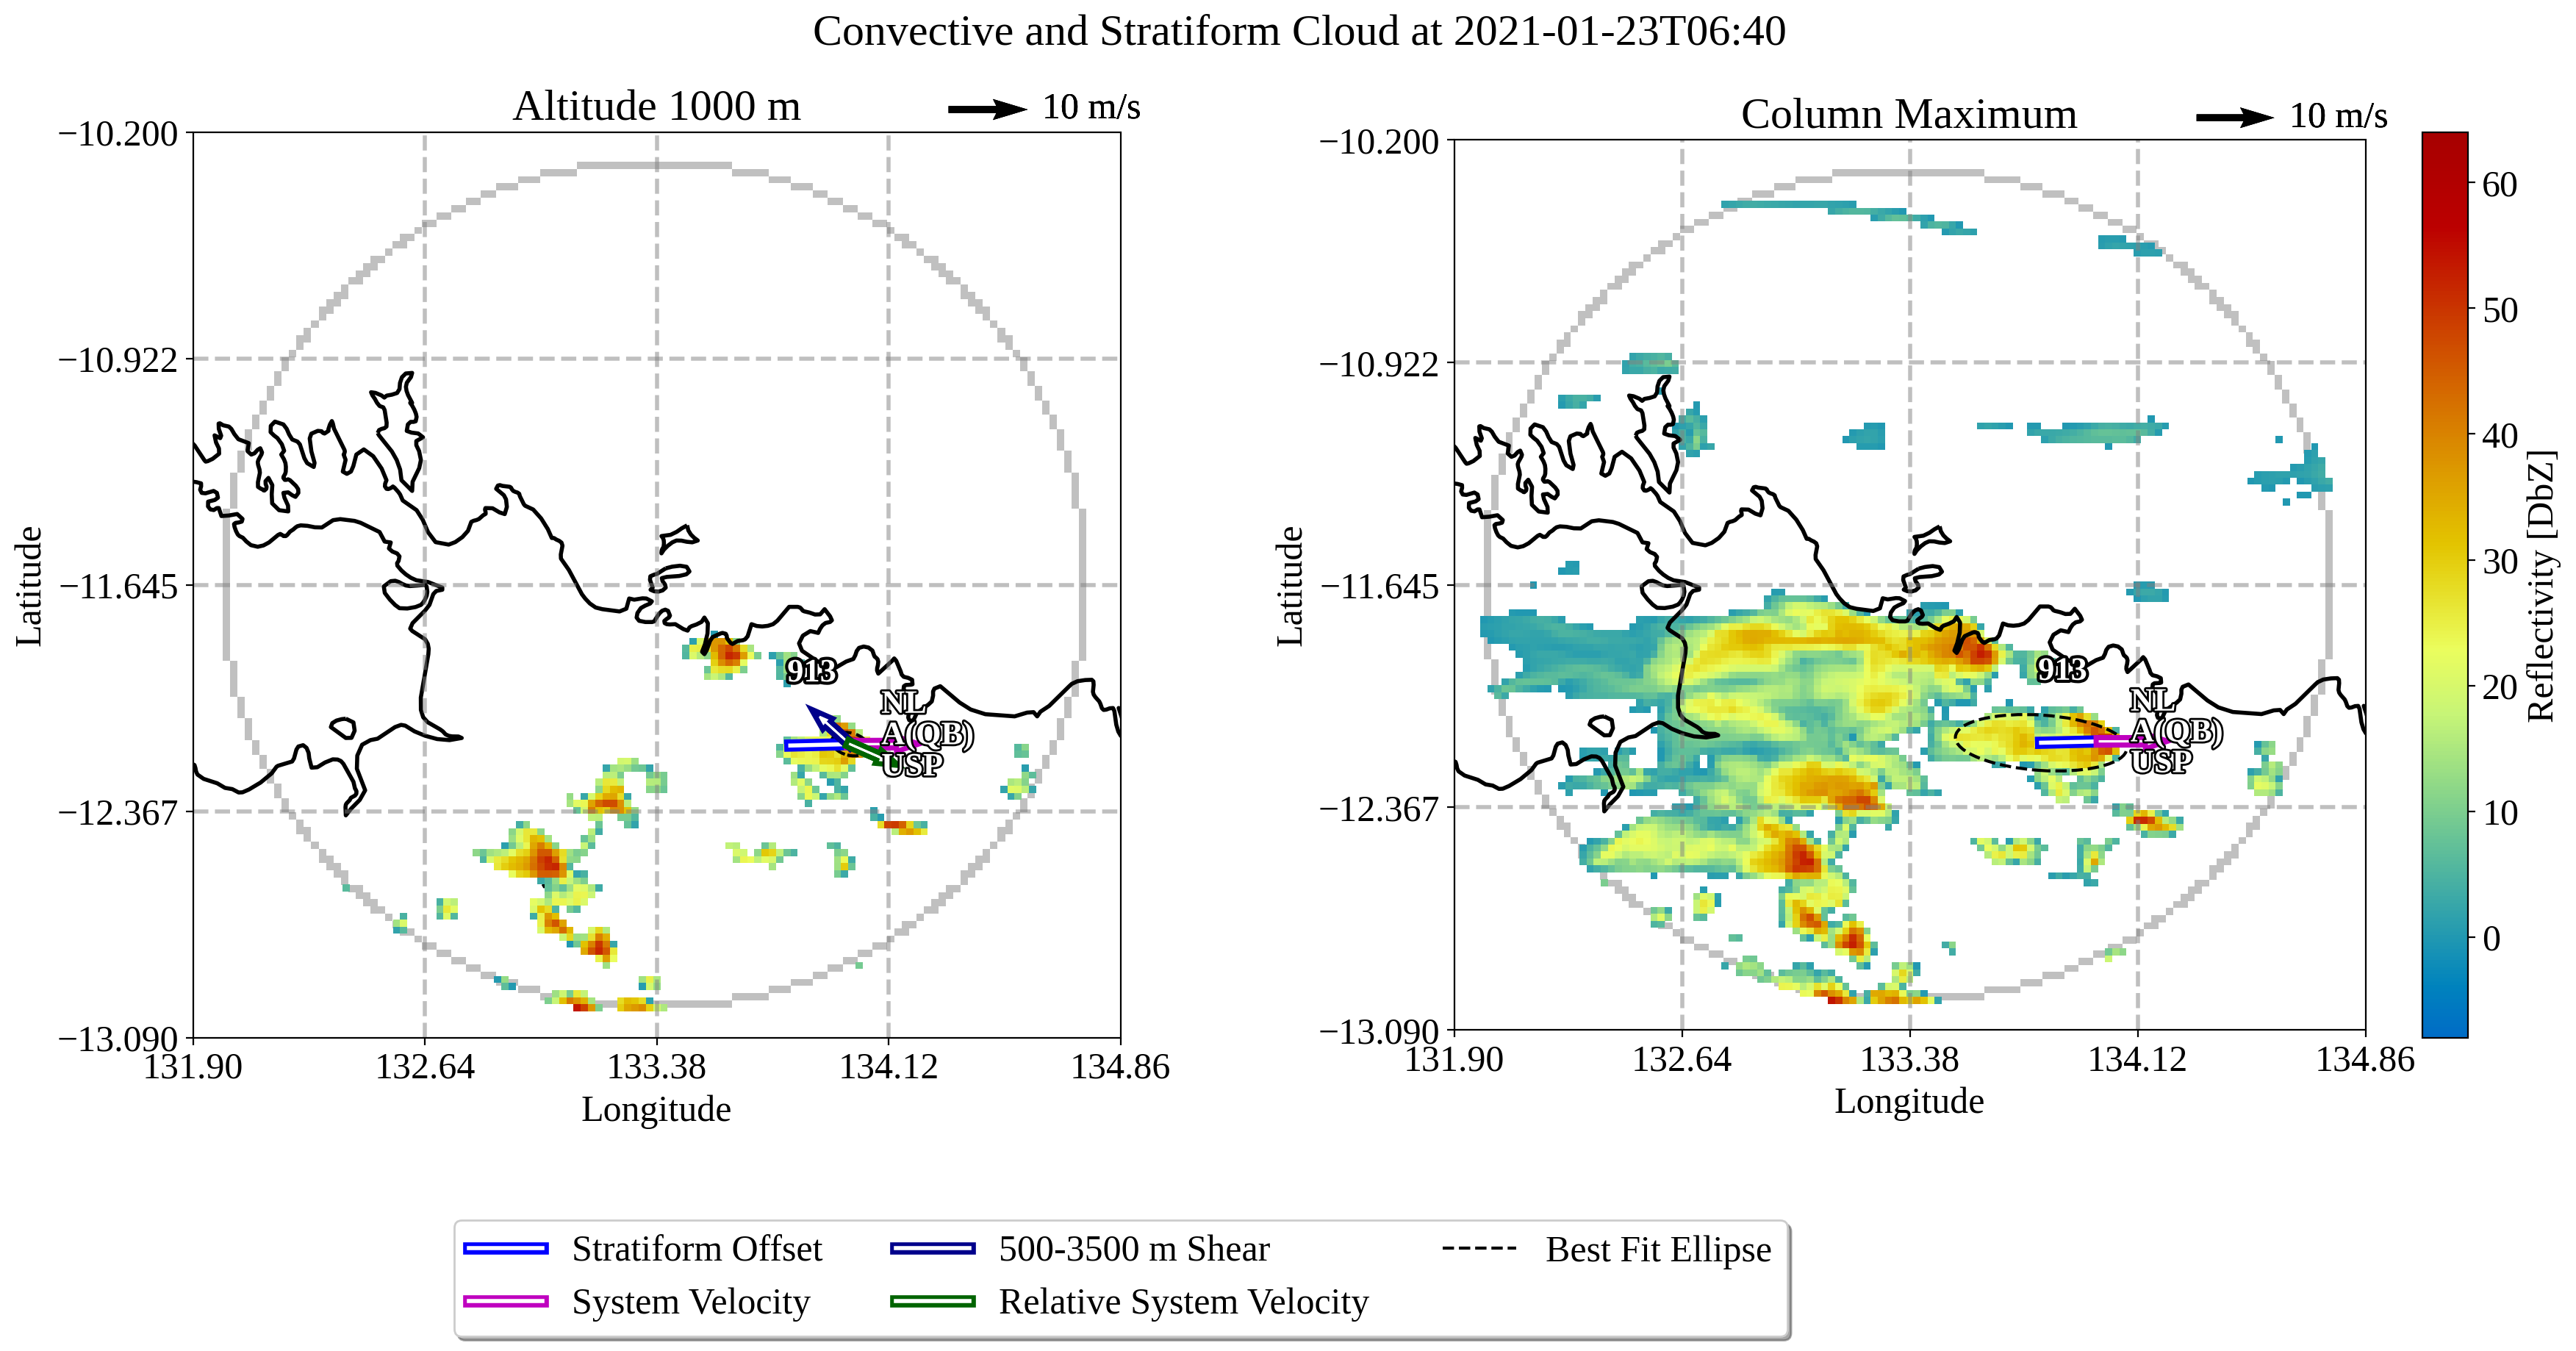 Convective and Stratiform Cloud at 2021-01-23T06:40
Altitude 1000 m
10 m/s
−10.200
−10.922
−11.645
−12.367
−13.090
Latitude
131.90
132.64
133.38
134.12
134.86
Longitude
913
NL
A(QB)
USP
Column Maximum
10 m/s
−10.200
−10.922
−11.645
−12.367
−13.090
Latitude
131.90
132.64
133.38
134.12
134.86
Longitude
913
NL
A(QB)
USP
60
50
40
30
20
10
0
Reflectivity [DbZ]
Stratiform Offset
System Velocity
500-3500 m Shear
Relative System Velocity
Best Fit Ellipse